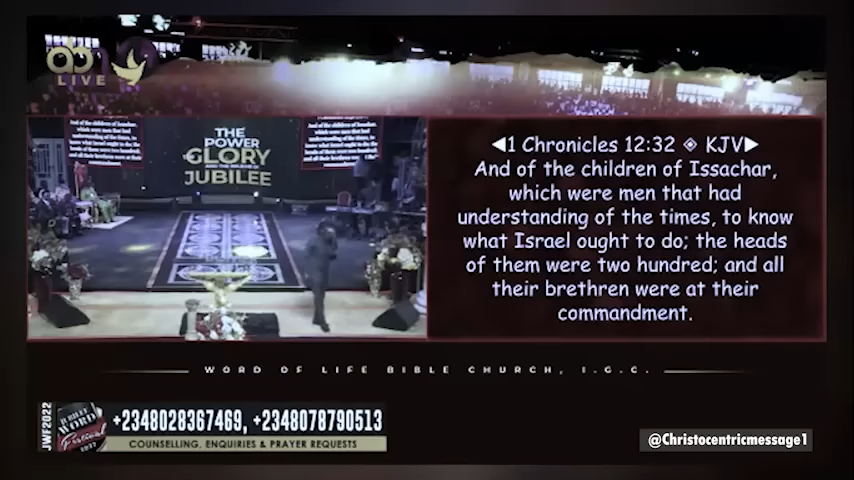 LIVE
THE
POWER
GLORY
JUBILEE
◀1 Chronicles 12:32 ◈ KJV▶
And of the children of Issachar,
which were men that had
understanding of the times, to know
what Israel ought to do; the heads
of them were two hundred; and all
their brethren were at their
commandment.
WORD OF LIFE BIBLE CHURCH, I.G.C.
JWF2022
JUBILEE
WORD
Festival
+2348028367469, +2348078790513
COUNSELLING, ENQUIRIES & PRAYER REQUESTS
@Christocentricmessage1